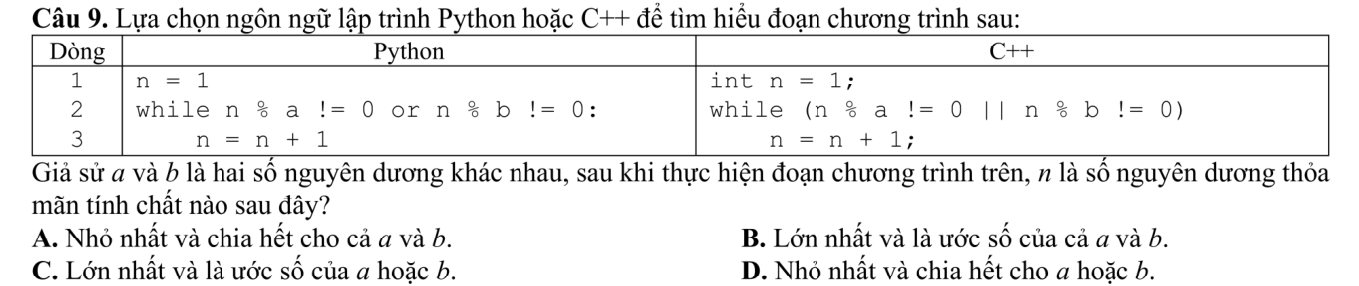 Câu 9. Lựa chọn ngôn ngữ lập trình Python hoặc C++ để tìm hiểu đoạn chương trình sau:
Dòng Python C++
1 n = 1 int n = 1;
2 while n % a != 0 or n % b != 0: while (n % a != 0 || n % b != 0)
3 n = n + 1 n = n + 1;
Giả sử a và b là hai số nguyên dương khác nhau, sau khi thực hiện đoạn chương trình trên, n là số nguyên dương thỏa
mãn tính chất nào sau đây?
A. Nhỏ nhất và chia hết cho cả a và b. B. Lớn nhất và là ước số của cả a và b.
C. Lớn nhất và là ước số của a hoặc b. D. Nhỏ nhất và chia hết cho a hoặc b.